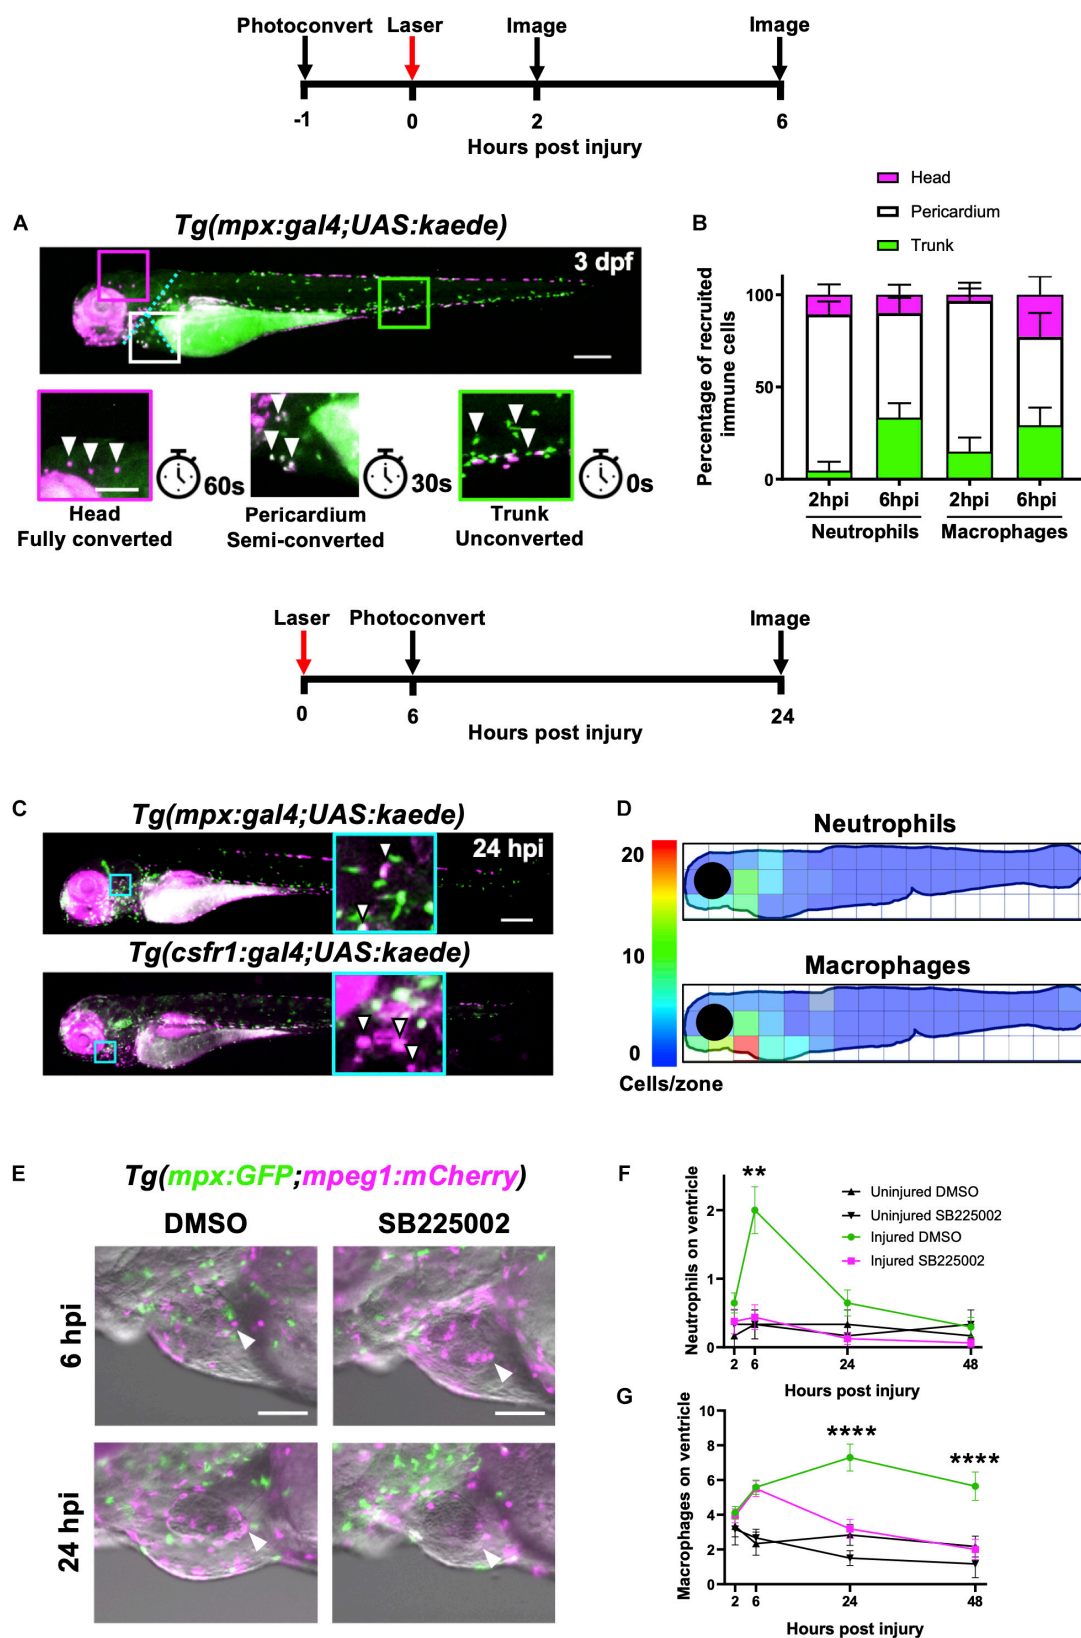 Photoconvert Laser Image Image
-1 0 2 6
Hours post injury
A
Tg(mpx:gal4;UAS:kaede)
3 dpf
60s
30s
0s
Head
Fully converted
Pericardium
Semi-converted
Trunk
Unconverted
Head
Pericardium
Trunk
B
Percentage of recruited
immune cells
100
50
0
2hpi 6hpi 2hpi 6hpi
Neutrophils Macrophages
Laser Photoconvert Image
0 6 24
Hours post injury
C
Tg(mpx:gal4;UAS:kaede)
24 hpi
Tg(csfr1:gal4;UAS:kaede)
D
Neutrophils
20
10
0
Cells/zone
Macrophages
E
Tg(mpx:GFP;mpeg1:mCherry)
DMSO SB225002
6 hpi
24 hpi
F
Neutrophils on ventricle
2
1
0
**
Uninjured DMSO
Uninjured SB225002
Injured DMSO
Injured SB225002
2 6 24 48
Hours post injury
G
Macrophages on ventricle
10
8
6
4
2
0
****
****
2 6 24 48
Hours post injury